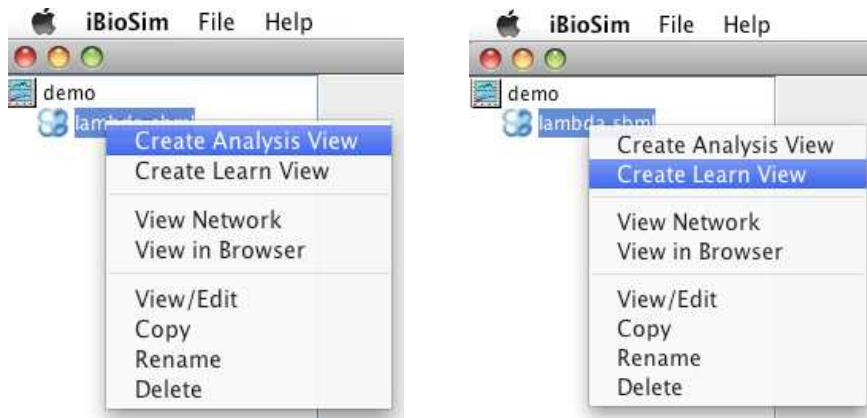 iBioSim File Help
demo
lambda.sbml
Create Analysis View
Create Learn View
View Network
View in Browser
View/Edit
Copy
Rename
Delete
iBioSim File Help
demo
lambda.sbml
Create Analysis View
Create Learn View
View Network
View in Browser
View/Edit
Copy
Rename
Delete